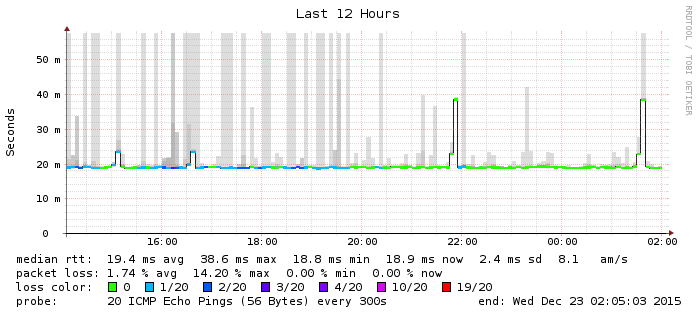 Last 12 Hours
RRDTOOL / TOBI OETIKER
Seconds
50 m
40 m
30 m
20 m
10 m
0
16:00 18:00 20:00 22:00 00:00 02:00
median rtt: 19.4 ms avg 38.6 ms max 18.8 ms min 18.9 ms now 2.4 ms sd 8.1 am/s
packet loss: 1.74 % avg 14.20 % max 0.00 % min 0.00 % now
loss color: 0 1/20 2/20 3/20 4/20 10/20 19/20
probe: 20 ICMP Echo Pings (56 Bytes) every 300s end: Wed Dec 23 02:05:03 2015